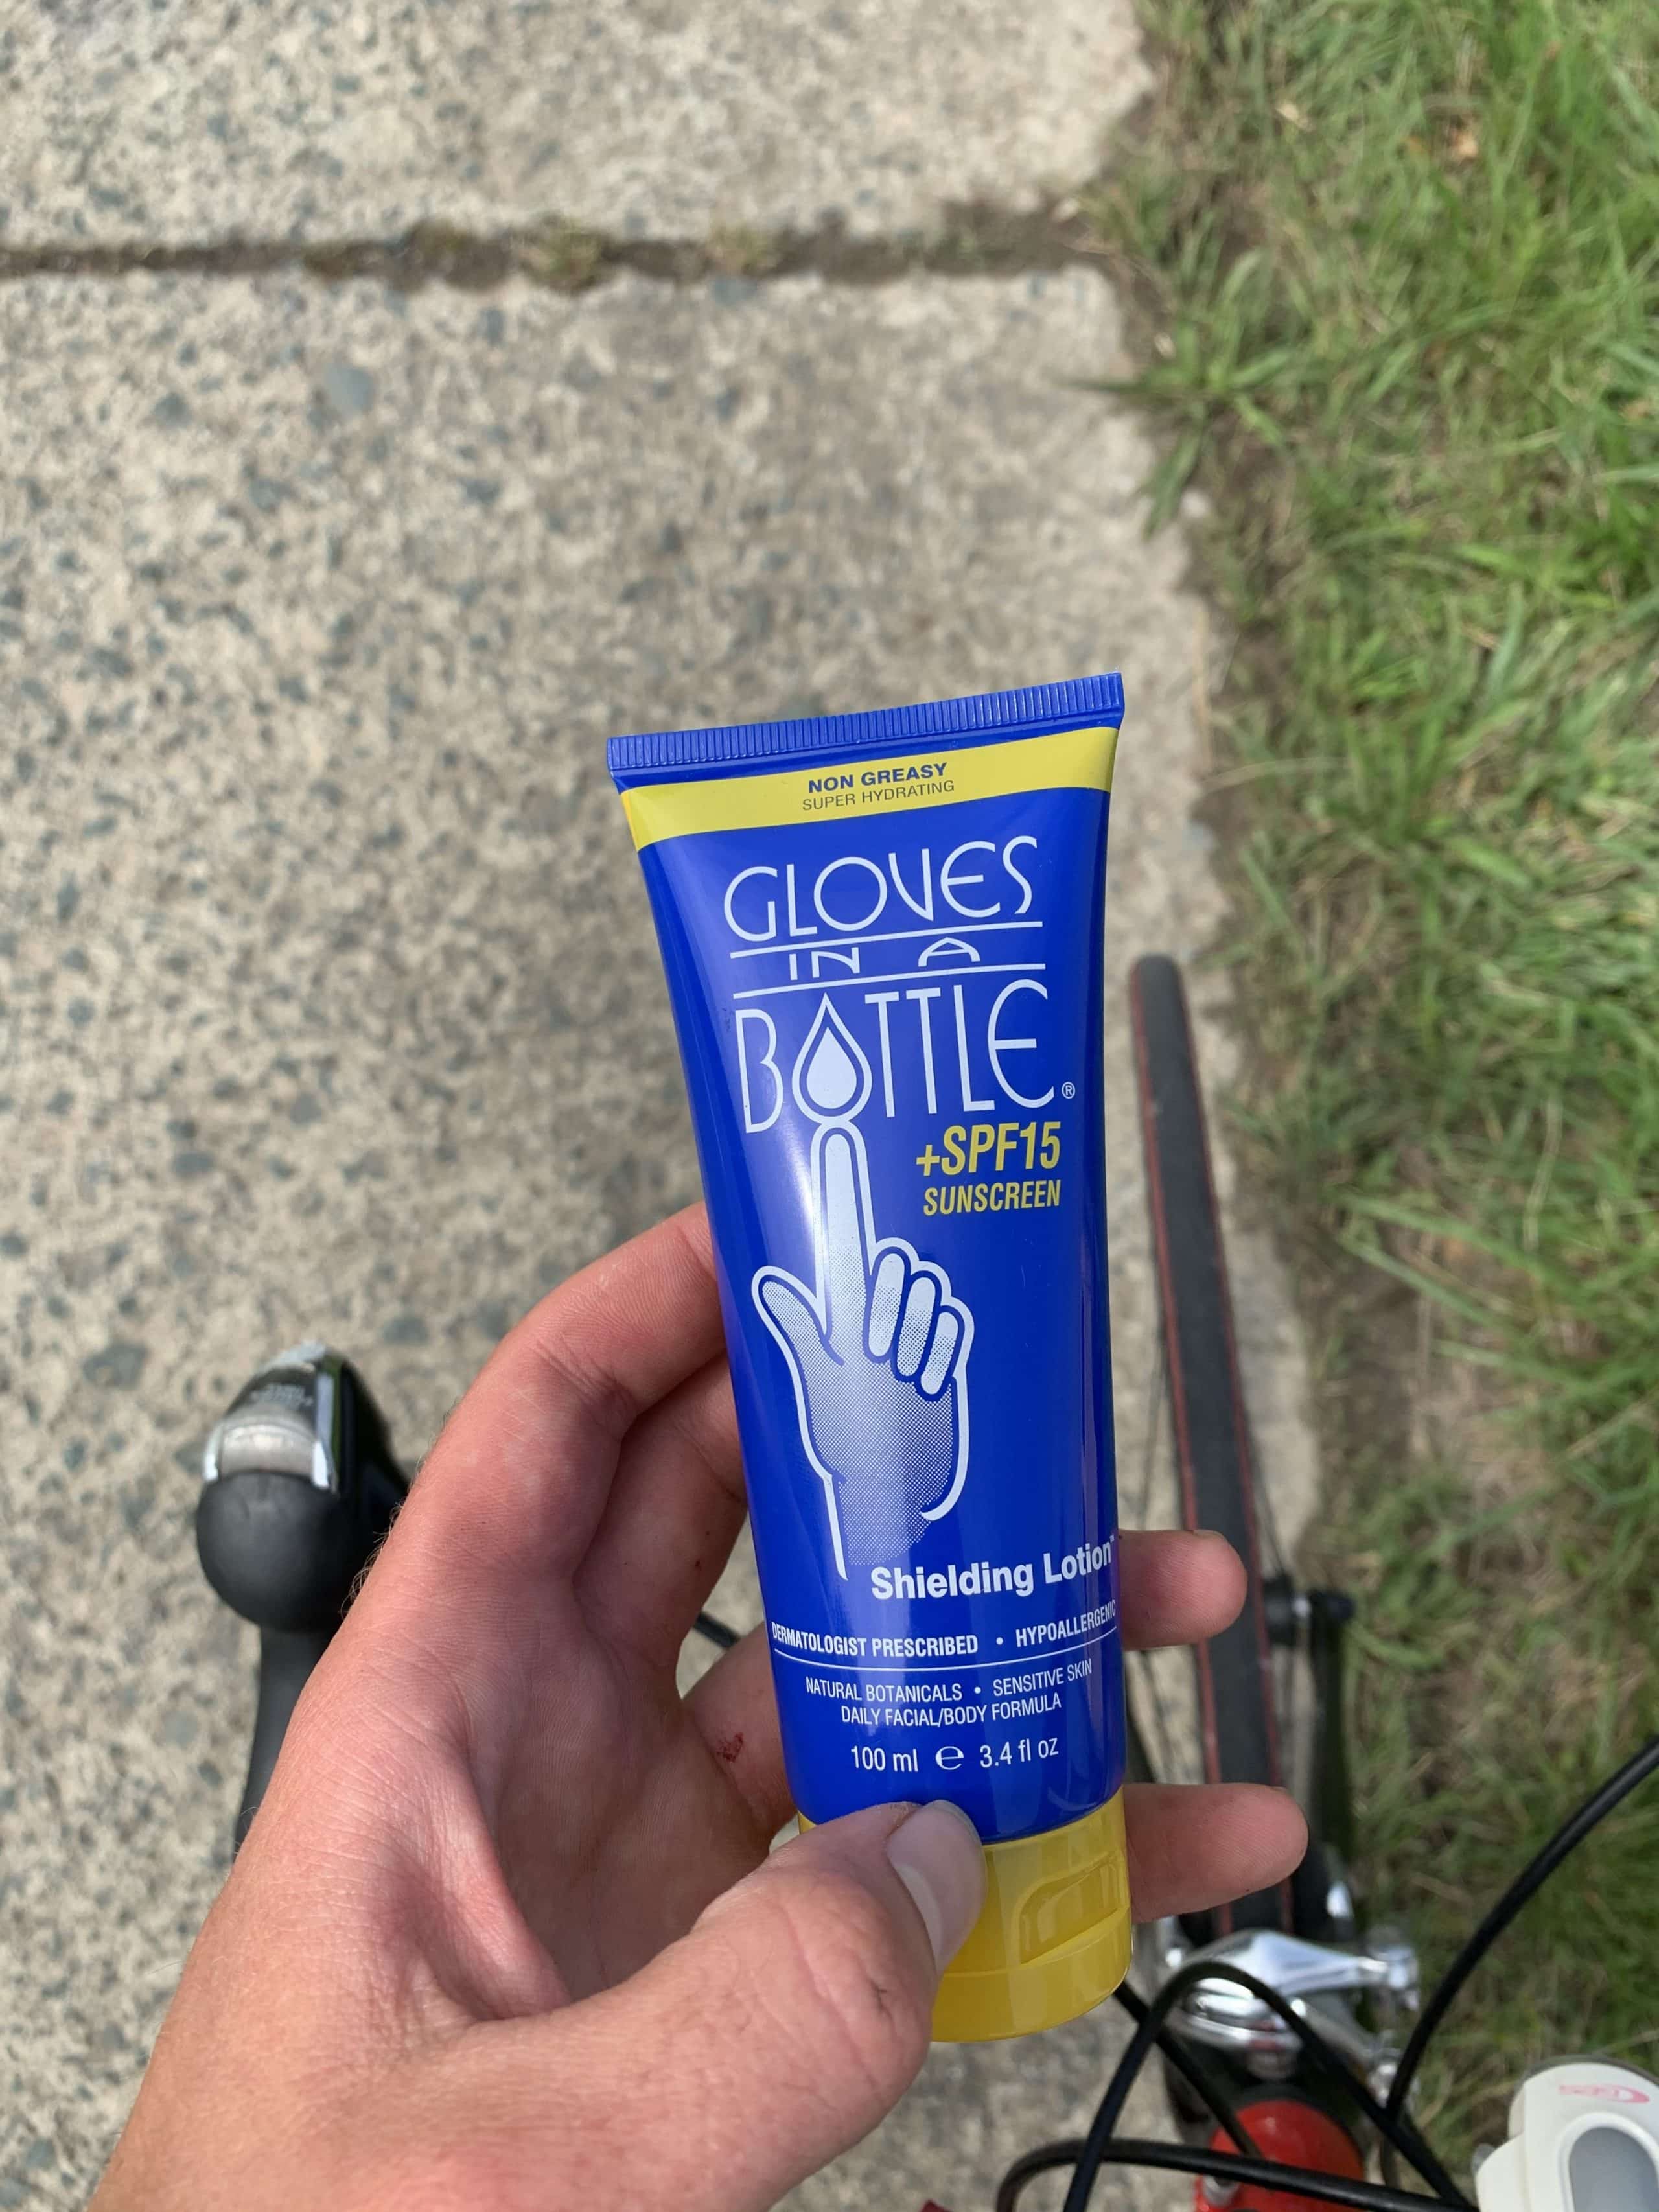 NON GREASY
SUPER HYDRATING
GLOVES
IN A
BOTTLE®
+SPF15
SUNSCREEN
Shielding Lotion™
DERMATOLOGIST PRESCRIBED • HYPOALLERGENIC
NATURAL BOTANICALS • SENSITIVE SKIN
DAILY FACIAL/BODY FORMULA
100 ml ℮ 3.4 fl oz